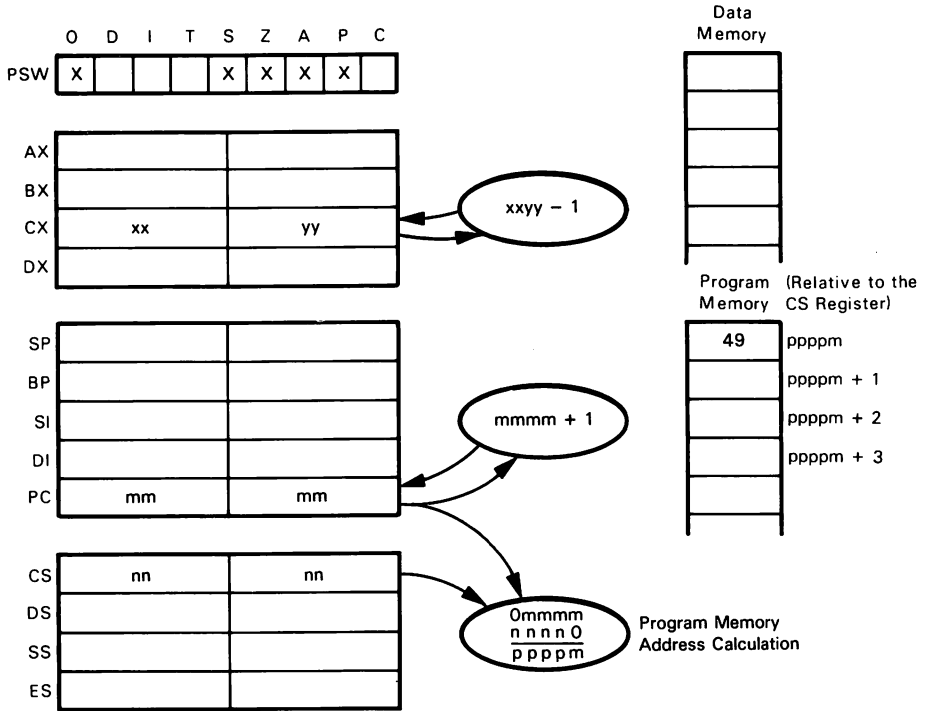 O D I T S Z A P C
PSW X X X X X
Data
Memory
AX
BX
CX xx yy
DX
xxyy – 1
Program (Relative to the
Memory CS Register)
SP
BP
SI
DI
PC mm mm
mmmm + 1
49 ppppm
ppppm + 1
ppppm + 2
ppppm + 3
CS nn nn
DS
SS
ES
0mmmm
nnnn0
ppppm
Program Memory
Address Calculation